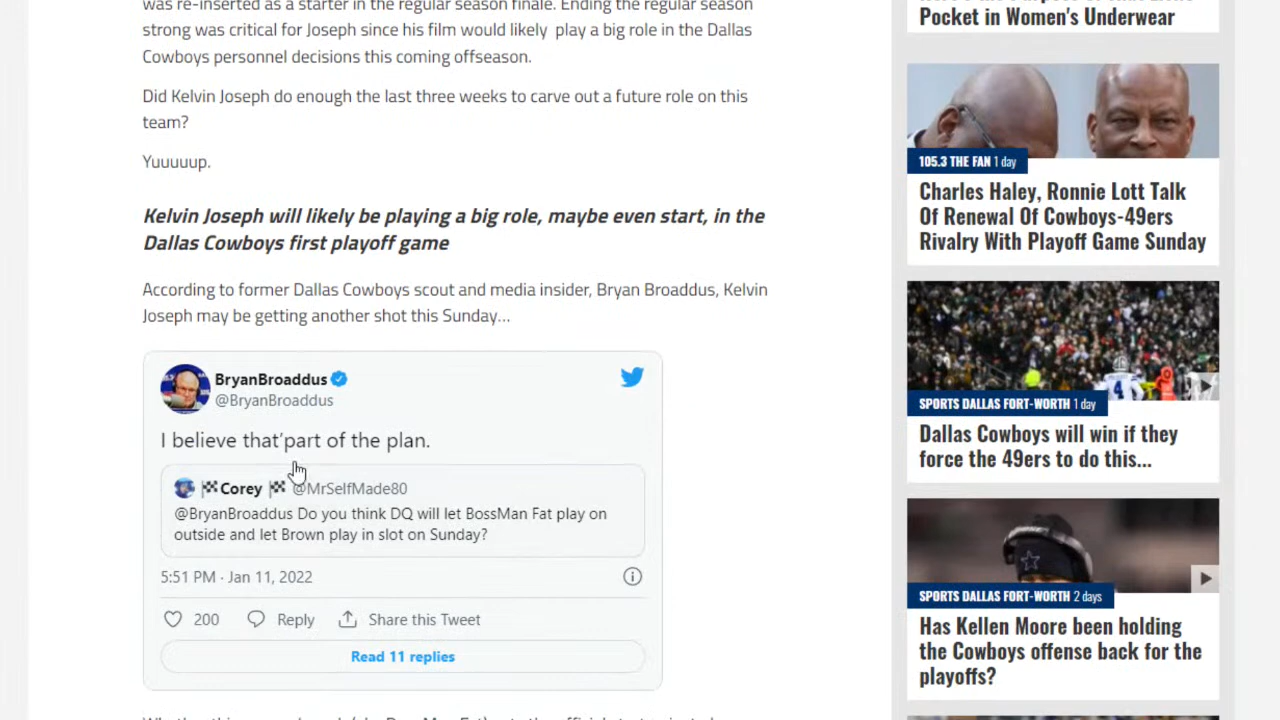 was re-inserted as a starter in the regular season finale. Ending the regular season
strong was critical for Joseph since his film would likely play a big role in the Dallas
Cowboys personnel decisions this coming offseason.
Did Kelvin Joseph do enough the last three weeks to carve out a future role on this
team?
Yuuuuup.
Kelvin Joseph will likely be playing a big role, maybe even start, in the
Dallas Cowboys first playoff game
According to former Dallas Cowboys scout and media insider, Bryan Broaddus, Kelvin
Joseph may be getting another shot this Sunday...
BryanBroaddus
@BryanBroaddus
I believe that'part of the plan.
Corey @MrSelfMade80
@BryanBroaddus Do you think DQ will let BossMan Fat play on
outside and let Brown play in slot on Sunday?
5:51 PM · Jan 11, 2022
200 Reply Share this Tweet
Read 11 replies
Pocket in Women's Underwear
105.3 THE FAN 1 day
Charles Haley, Ronnie Lott Talk
Of Renewal Of Cowboys-49ers
Rivalry With Playoff Game Sunday
4
SPORTS DALLAS FORT-WORTH 1 day
Dallas Cowboys will win if they
force the 49ers to do this...
SPORTS DALLAS FORT-WORTH 2 days
Has Kellen Moore been holding
the Cowboys offense back for the
playoffs?